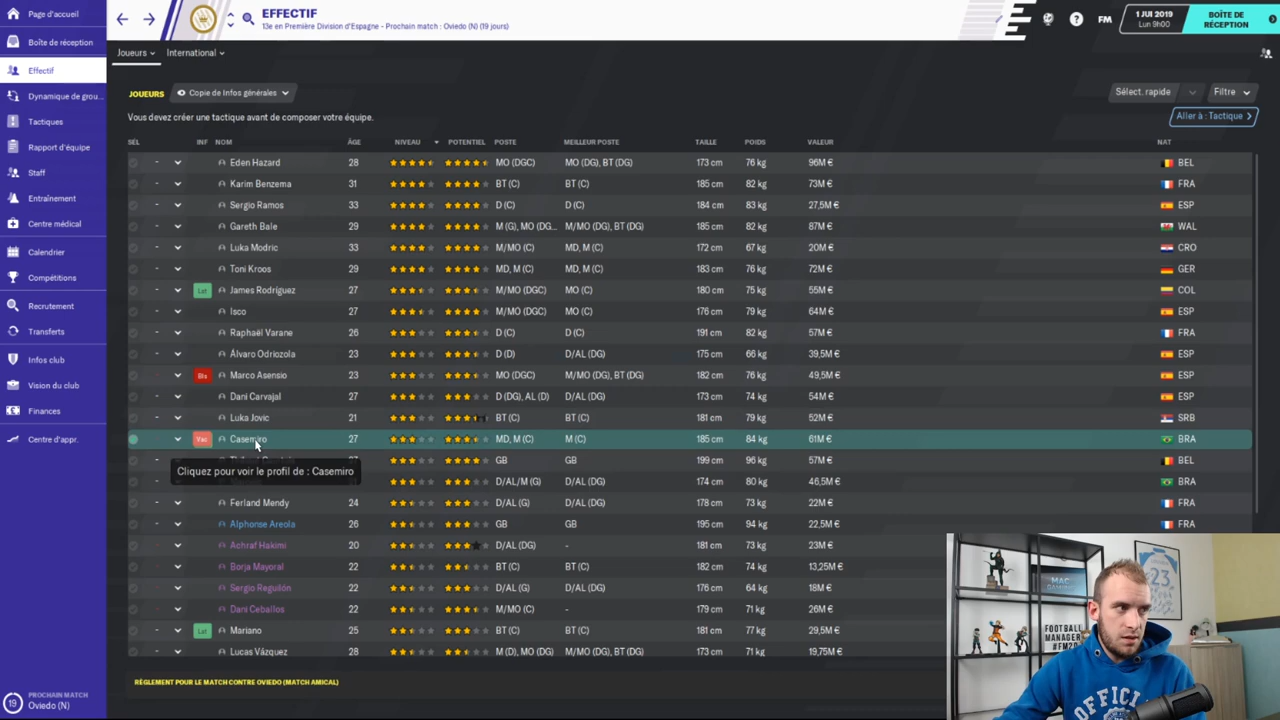 Page d'accueil
Boîte de réception
Effectif
Dynamique de grou...
Tactiques
Rapport d'équipe
Staff
Entraînement
Centre médical
Calendrier
Compétitions
Recrutement
Transferts
Infos club
Vision du club
Finances
Centre d'appr.
19 PROCHAIN MATCH
Oviedo (N)
EFFECTIF
13e en Première Division d'Espagne - Prochain match : Oviedo (N) (19 jours)
FM
1 JUI 2019
Lun 9h00
BOÎTE DE RÉCEPTION
Joueurs International
JOUEURS Copie de Infos générales Sélect. rapide Filtre
Vous devez créer une tactique avant de composer votre équipe. Aller à : Tactique
SÉL INF NOM ÂGE NIVEAU POTENTIEL POSTE MEILLEUR POSTE TAILLE POIDS VALEUR NAT
- Eden Hazard 28 MO (DGC) MO (DG), BT (DG) 173 cm 76 kg 96M € BEL
- Karim Benzema 31 BT (C) BT (C) 185 cm 82 kg 73M € FRA
- Sergio Ramos 33 D (C) D (C) 184 cm 83 kg 27,5M € ESP
- Gareth Bale 29 M (G), MO (DG... M/MO (DG), BT (DG) 185 cm 82 kg 87M € WAL
- Luka Modric 33 M/MO (C) M/MO (C) 172 cm 67 kg 20M € CRO
- Toni Kroos 29 MD, M (C) MD, M (C) 183 cm 76 kg 72M € GER
- Lst James Rodríguez 27 M/MO (DGC) M/MO (C) 180 cm 75 kg 55M € COL
- Isco 27 M/MO (DGC) MO (C) 176 cm 79 kg 64M € ESP
- Raphaël Varane 26 D (C) D (C) 191 cm 82 kg 57M € FRA
- Álvaro Odriozola 23 D (D) D/AL (DG) 175 cm 66 kg 39,5M € ESP
- Bls Marco Asensio 23 MO (DGC) M/MO (DG), BT (DG) 182 cm 76 kg 49,5M € ESP
- Dani Carvajal 27 D (DG), AL (D) D/AL (DG) 173 cm 74 kg 54M € ESP
- Luka Jovic 21 BT (C) BT (C) 181 cm 79 kg 52M € SRB
- Vac Casemiro 27 MD, M (C) M (C) 185 cm 84 kg 61M € BRA
GB GB 199 cm 96 kg 57M € BEL
Cliquez pour voir le profil de : Casemiro
D/AL/M (G) D/AL (DG) 174 cm 80 kg 46,5M € BRA
- Ferland Mendy 24 D/AL (G) D/AL (DG) 178 cm 73 kg 22M € FRA
- Alphonse Areola 26 GB GB 195 cm 94 kg 22,5M € FRA
Achraf Hakimi 20 D/AL (DG) - 181 cm 73 kg 23M €
- Borja Mayoral 22 BT (C) BT (C) 182 cm 74 kg 13,25M €
- Sergio Reguilón 22 D/AL (G) D/AL (DG) 176 cm 64 kg 18M €
- Dani Ceballos 22 M/MO (C) - 179 cm 71 kg 26M €
- Lst Mariano 25 BT (C) BT (C) 181 cm 77 kg 29,5M €
- Lucas Vázquez 28 M (D), MO (DG) M/MO (DG), BT (DG) 173 cm 71 kg 19,75M €
RÈGLEMENT POUR LE MATCH CONTRE OVIEDO (MATCH AMICAL)
23
MAC
FOOTBALL
MANAGER
#FM20
OFFICI